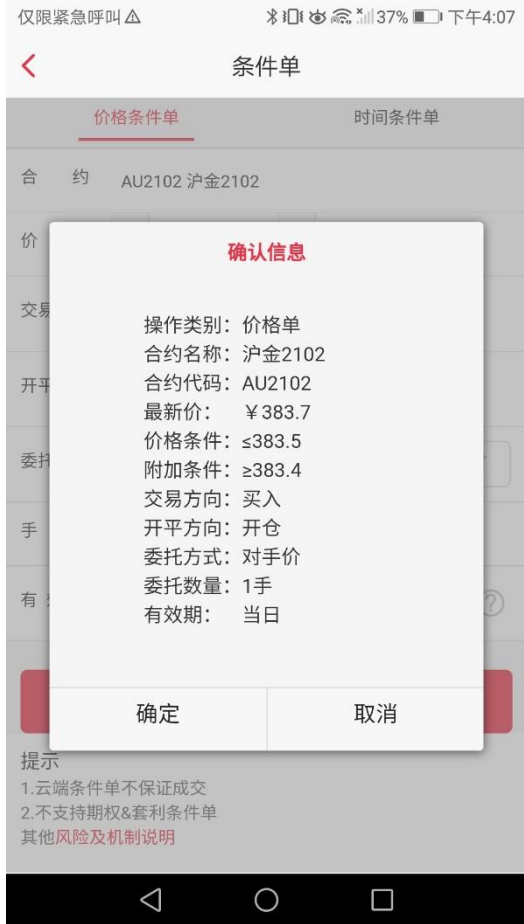 仅限紧急呼叫
37%
下午4:07
条件单
价格条件单
时间条件单
合 约
AU2102 沪金2102
价
交易
开平
委托
手
有
确认信息
操作类别：价格单
合约名称：沪金2102
合约代码：AU2102
最新价： ￥383.7
价格条件：≤383.5
附加条件：≥383.4
交易方向：买入
开平方向：开仓
委托方式：对手价
委托数量：1手
有效期： 当日
确定
取消
提示
1.云端条件单不保证成交
2.不支持期权&套利条件单
其他风险及机制说明